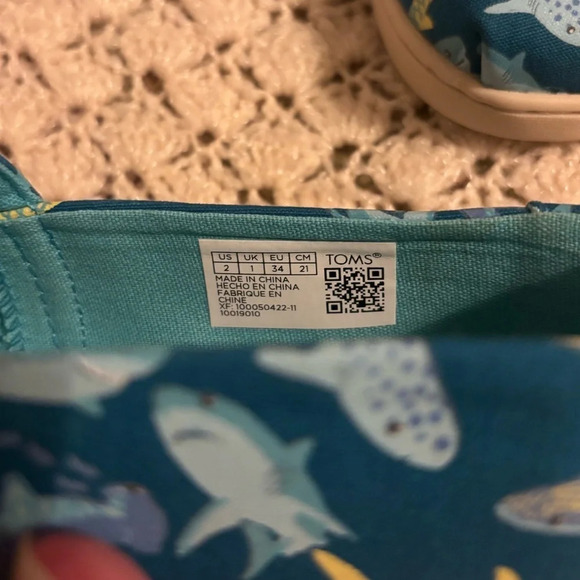 US UK EU CM TOMS®
2 1 34 21
MADE IN CHINA
HECHO EN CHINA
FABRIQUE EN
CHINE
XF: 100050422-11
10019010